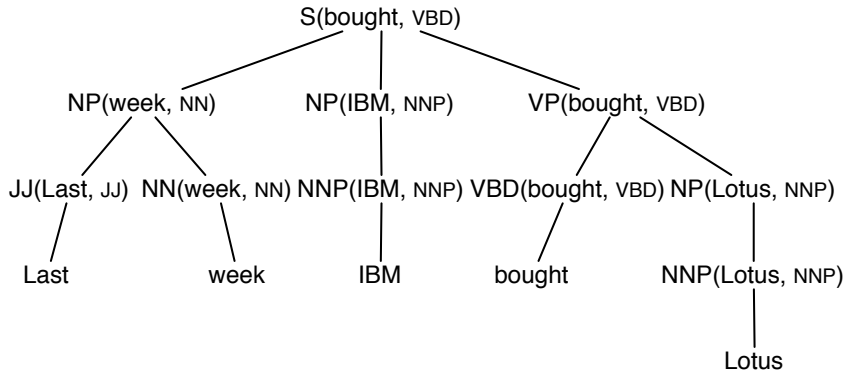 S(bought, VBD)
NP(week, NN) NP(IBM, NNP) VP(bought, VBD)
JJ(Last, JJ) NN(week, NN) NNP(IBM, NNP) VBD(bought, VBD) NP(Lotus, NNP)
Last week IBM bought NNP(Lotus, NNP)
Lotus